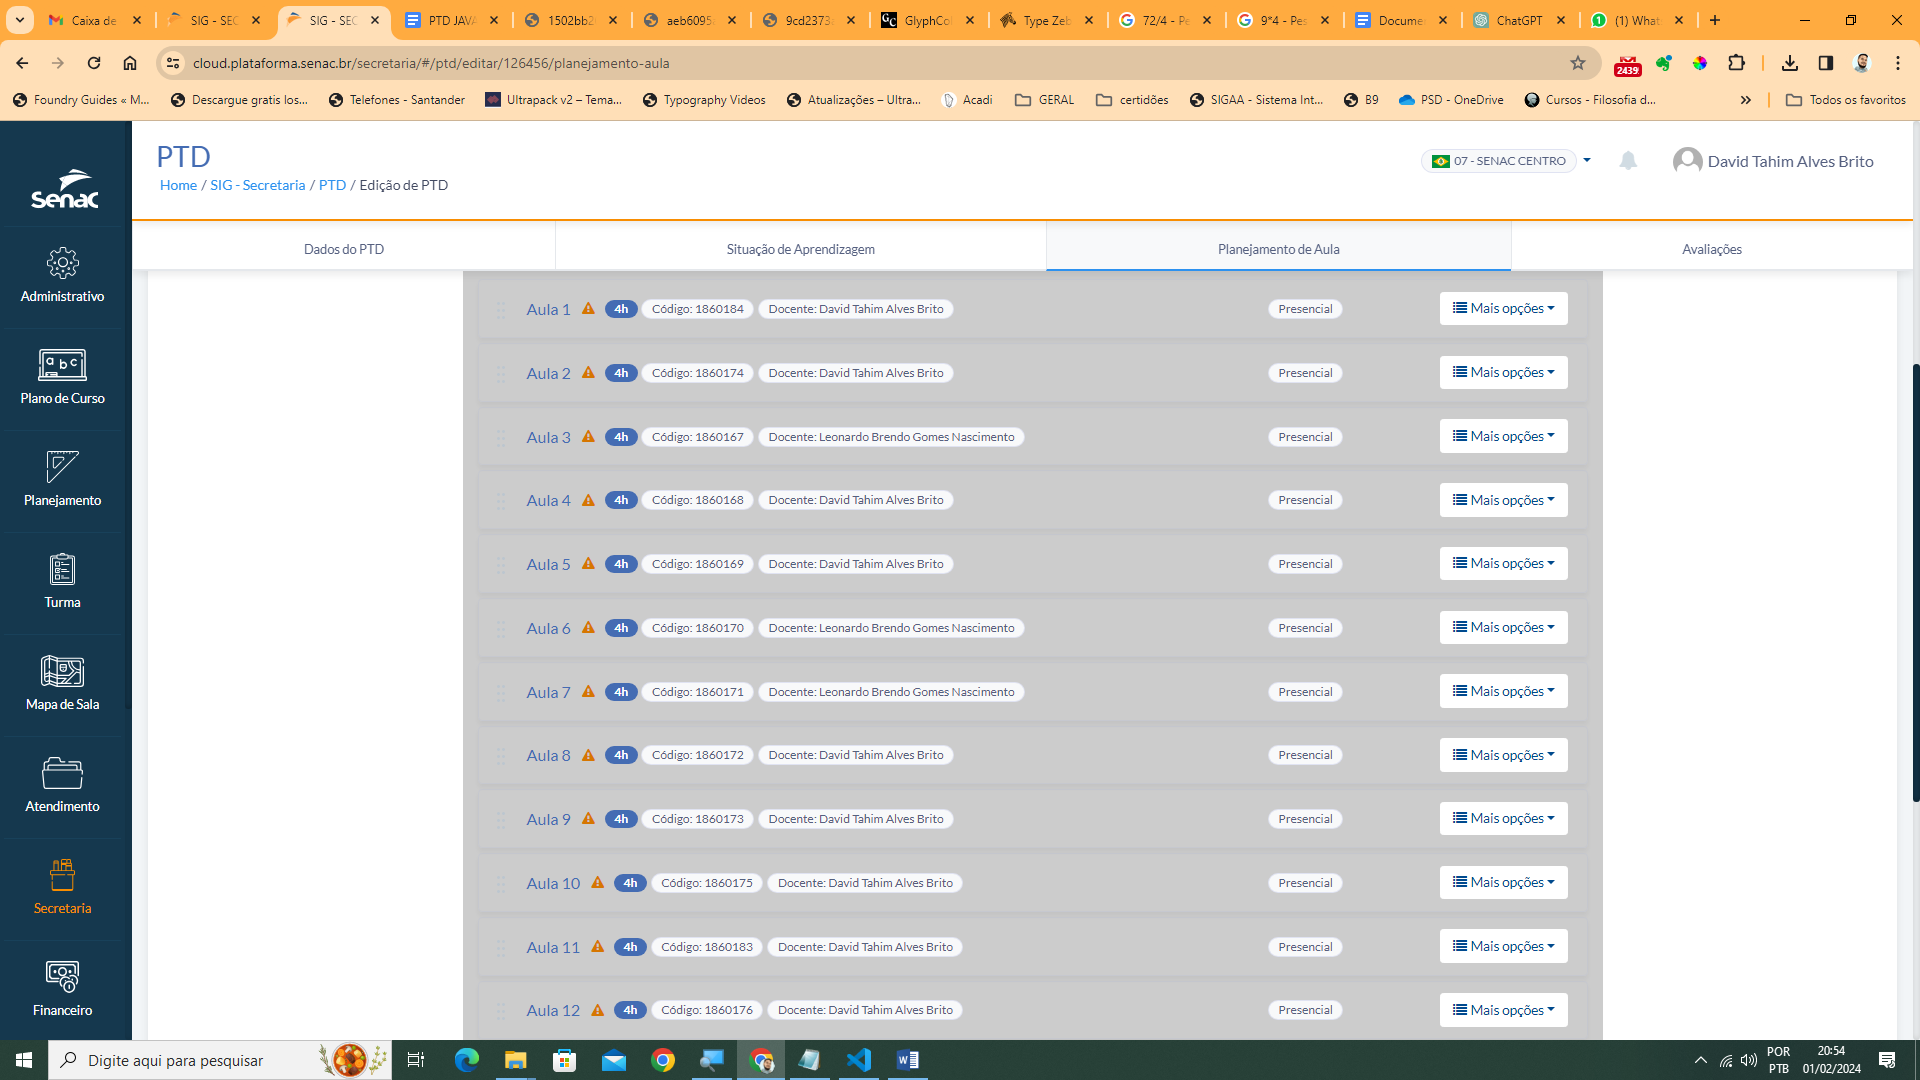 Caixa de
SIG - SEC
SIG - SEC
PTD JAVA
1502bb2
aeb6095
9cd2373
GlyphCo
Type Zeb
72/4 - Pe
9*4 - Pes
Docume
ChatGPT
(1) What
cloud.plataforma.senac.br/secretaria/#/ptd/editar/126456/planejamento-aula
2439
Foundry Guides « M...
Descargue gratis los...
Telefones - Santander
Ultrapack v2 – Tema...
Typography Videos
Atualizações – Ultra...
Acadi
GERAL
certidões
SIGAA - Sistema Int...
B9
PSD - OneDrive
Cursos - Filosofia d...
»
Todos os favoritos
Senac
Administrativo
Plano de Curso
Planejamento
Turma
Mapa de Sala
Atendimento
Secretaria
Financeiro
PTD
Home / SIG - Secretaria / PTD / Edição de PTD
07 - SENAC CENTRO
David Tahim Alves Brito
Dados do PTD
Situação de Aprendizagem
Planejamento de Aula
Avaliações
Aula 1 4h Código: 1860184 Docente: David Tahim Alves Brito Presencial Mais opções
Aula 2 4h Código: 1860174 Docente: David Tahim Alves Brito Presencial Mais opções
Aula 3 4h Código: 1860167 Docente: Leonardo Brendo Gomes Nascimento Presencial Mais opções
Aula 4 4h Código: 1860168 Docente: David Tahim Alves Brito Presencial Mais opções
Aula 5 4h Código: 1860169 Docente: David Tahim Alves Brito Presencial Mais opções
Aula 6 4h Código: 1860170 Docente: Leonardo Brendo Gomes Nascimento Presencial Mais opções
Aula 7 4h Código: 1860171 Docente: Leonardo Brendo Gomes Nascimento Presencial Mais opções
Aula 8 4h Código: 1860172 Docente: David Tahim Alves Brito Presencial Mais opções
Aula 9 4h Código: 1860173 Docente: David Tahim Alves Brito Presencial Mais opções
Aula 10 4h Código: 1860175 Docente: David Tahim Alves Brito Presencial Mais opções
Aula 11 4h Código: 1860183 Docente: David Tahim Alves Brito Presencial Mais opções
Aula 12 4h Código: 1860176 Docente: David Tahim Alves Brito Presencial Mais opções
Digite aqui para pesquisar
POR
PTB
20:54
01/02/2024